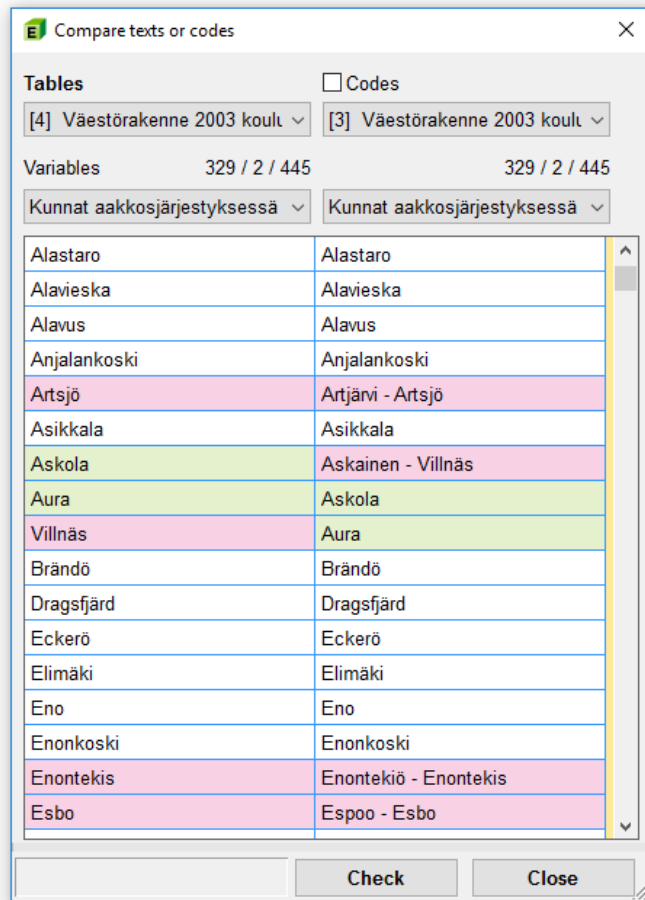 Compare texts or codes
Tables Codes
[4] Väestörakenne 2003 koulu [3] Väestörakenne 2003 koulu
Variables 329 / 2 / 445 329 / 2 / 445
Kunnat aakkosjärjestyksessä Kunnat aakkosjärjestyksessä
Alastaro Alastaro
Alavieska Alavieska
Alavus Alavus
Anjalankoski Anjalankoski
Artsjö Artjärvi - Artsjö
Asikkala Asikkala
Askola Askainen - Villnäs
Aura Askola
Villnäs Aura
Brändö Brändö
Dragsfjärd Dragsfjärd
Eckerö Eckerö
Elimäki Elimäki
Eno Eno
Enonkoski Enonkoski
Enontekis Enontekiö - Enontekis
Esbo Espoo - Esbo
Check Close